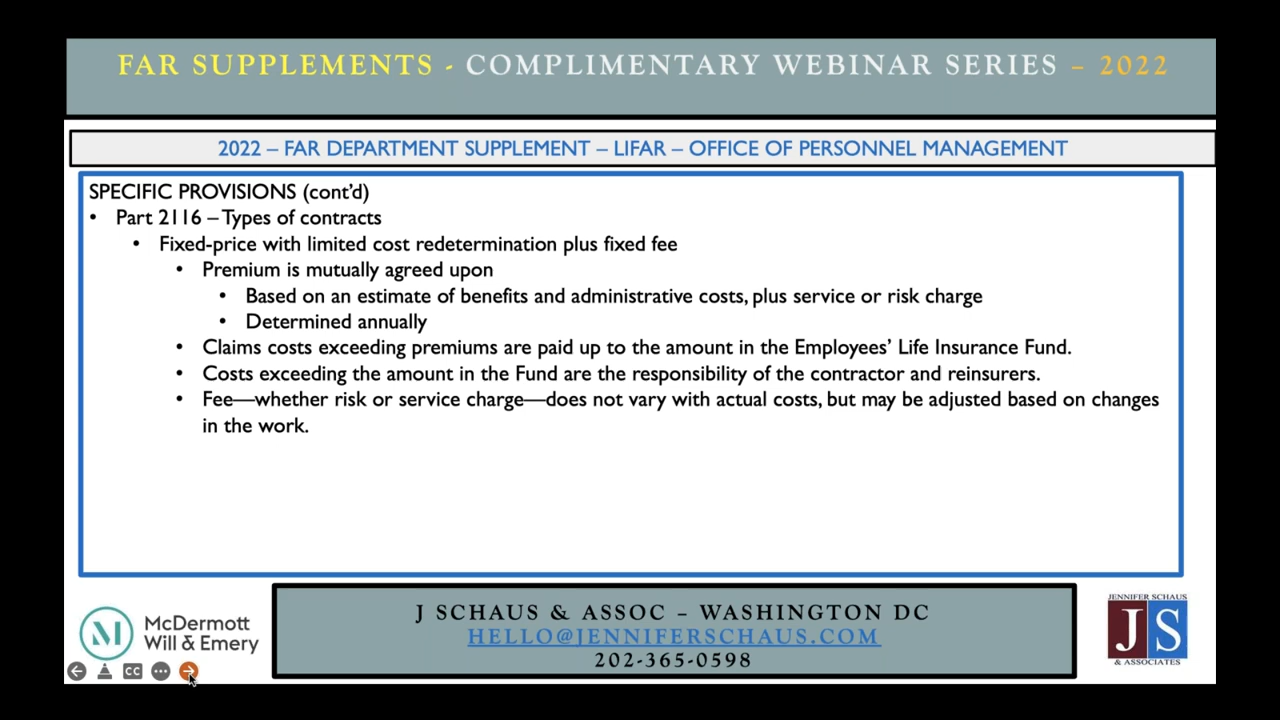 FAR SUPPLEMENTS - COMPLIMENTARY WEBINAR SERIES – 2022
2022 – FAR DEPARTMENT SUPPLEMENT – LIFAR – OFFICE OF PERSONNEL MANAGEMENT
SPECIFIC PROVISIONS (cont’d)
• Part 2116 – Types of contracts
• Fixed-price with limited cost redetermination plus fixed fee
• Premium is mutually agreed upon
• Based on an estimate of benefits and administrative costs, plus service or risk charge
• Determined annually
• Claims costs exceeding premiums are paid up to the amount in the Employees’ Life Insurance Fund.
• Costs exceeding the amount in the Fund are the responsibility of the contractor and reinsurers.
• Fee—whether risk or service charge—does not vary with actual costs, but may be adjusted based on changes
in the work.
M
McDermott
Will & Emery
J SCHAUS & ASSOC – WASHINGTON DC
HELLO@JENNIFERSCHAUS.COM
202-365-0598
JENNIFER SCHAUS
JS
& ASSOCIATES
CC